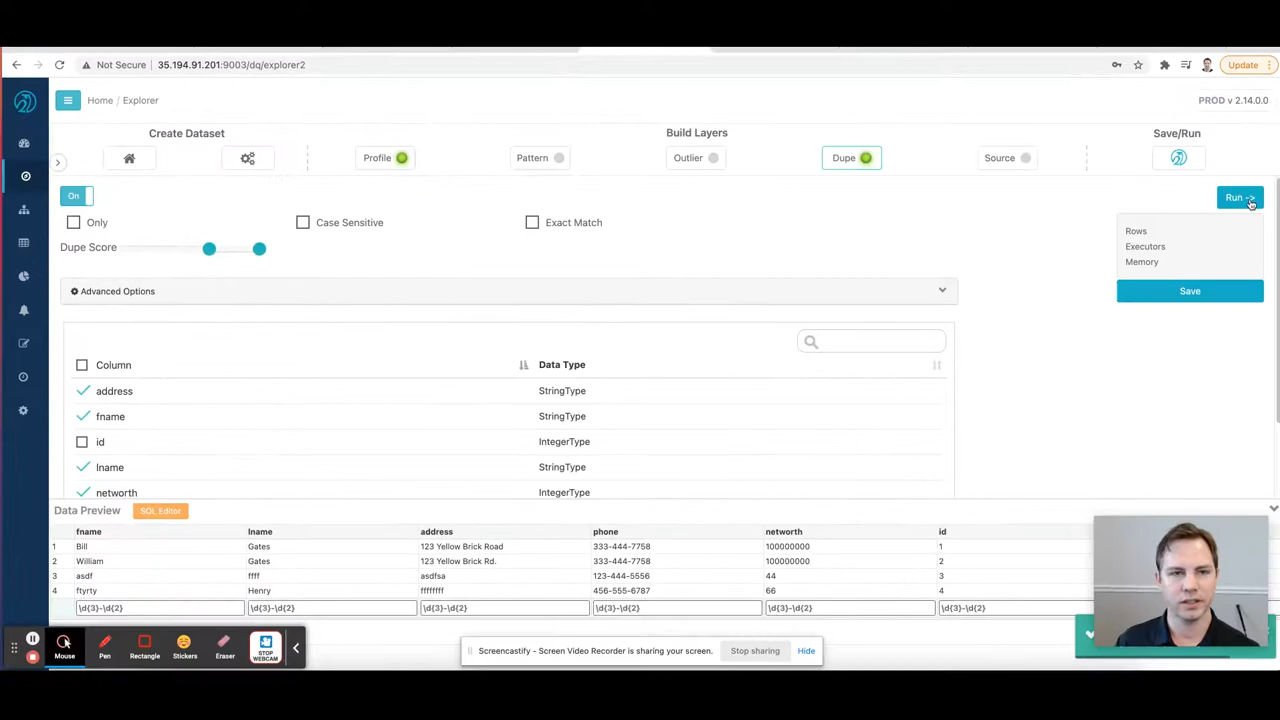 Not Secure 35.194.91.201:9003/dq/explorer2
Update
Home / Explorer
PROD v 2.14.0.0
Create Dataset
Build Layers
Save/Run
Profile
Pattern
Outlier
Dupe
Source
On
Run ->
Only
Case Sensitive
Exact Match
Rows
Dupe Score
Executors
Memory
Advanced Options
Save
Column
Data Type
address
StringType
fname
StringType
id
IntegerType
lname
StringType
networth
IntegerType
Data Preview
SQL Editor
fname lname address phone networth id
1 Bill Gates 123 Yellow Brick Road 333-444-7758 100000000 1
2 William Gates 123 Yellow Brick Rd. 333-444-7758 100000000 2
3 asdf ffff asdfsa 123-444-5556 44 3
4 ftyrty Henry ffffffff 456-555-6787 66 4
\d{3}-\d{2} \d{3}-\d{2} \d{3}-\d{2} \d{3}-\d{2} \d{3}-\d{2} \d{3}-\d{2}
Mouse
Pen
Rectangle
Stickers
Eraser
STOP WEBCAM
Screencastify - Screen Video Recorder is sharing your screen.
Stop sharing
Hide